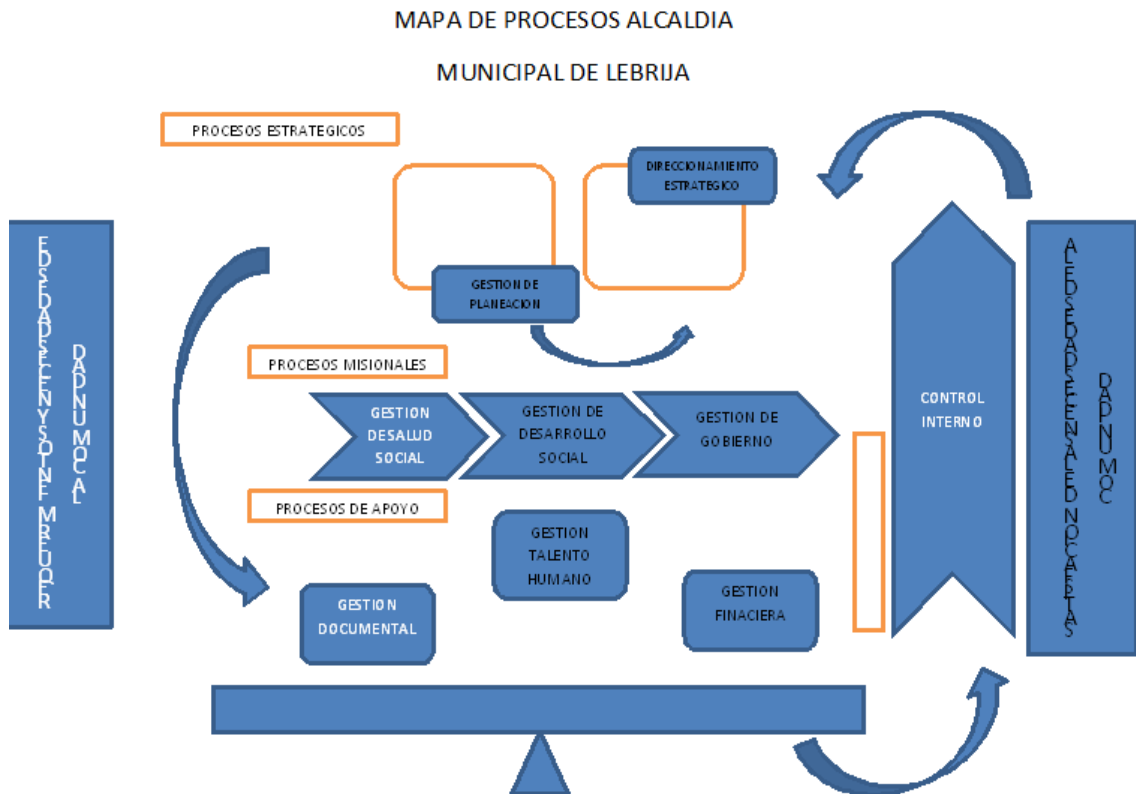 MAPA DE PROCESOS ALCALDIA
MUNICIPAL DE LEBRIJA
PROCESOS ESTRATEGICOS
DIRECCIONAMIENTO
ESTRATEGICO
GESTION DE
PLANEACION
PROCESOS MISIONALES
GESTION
DESALUD
SOCIAL
GESTION DE
DESARROLLO
SOCIAL
GESTION DE
GOBIERNO
CONTROL
INTERNO
PROCESOS DE APOYO
GESTION
TALENTO
HUMANO
GESTION
DOCUMENTAL
GESTION
FINACIERA